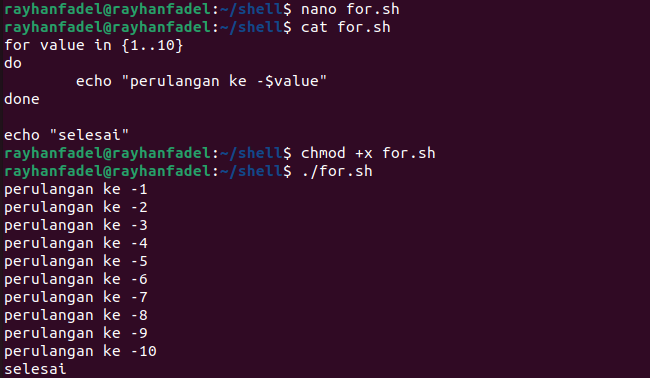 rayhanfadel@rayhanfadel:~/shell$ nano for.sh
rayhanfadel@rayhanfadel:~/shell$ cat for.sh
for value in {1..10}
do
        echo "perulangan ke -$value"
done

echo "selesai"
rayhanfadel@rayhanfadel:~/shell$ chmod +x for.sh
rayhanfadel@rayhanfadel:~/shell$ ./for.sh
perulangan ke -1
perulangan ke -2
perulangan ke -3
perulangan ke -4
perulangan ke -5
perulangan ke -6
perulangan ke -7
perulangan ke -8
perulangan ke -9
perulangan ke -10
selesai